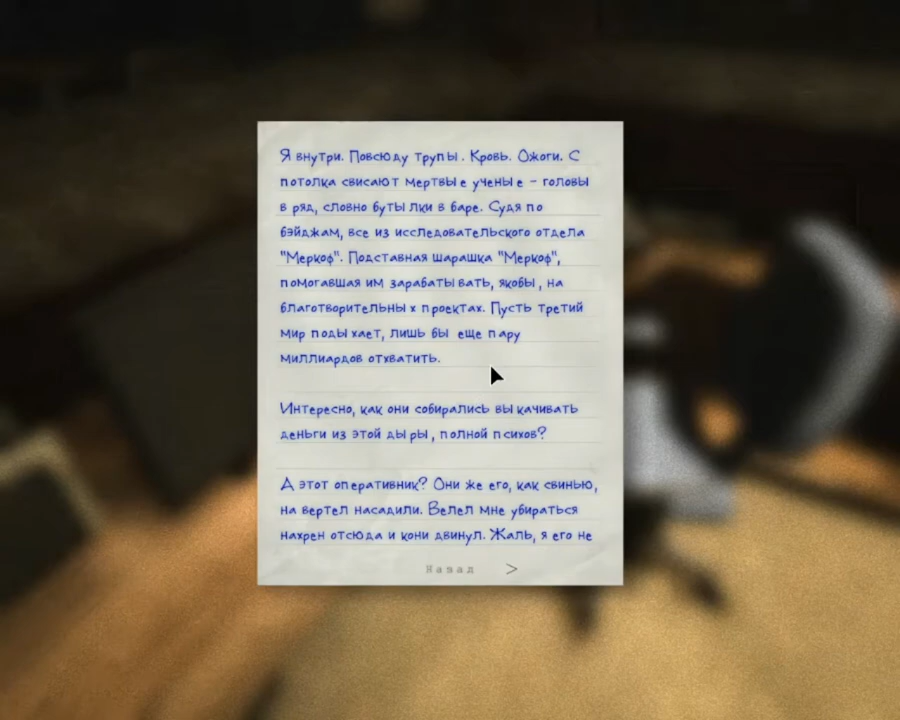 Я внутри. Повсюду трупы. Кровь. Ожоги. С
потолка свисают мертвые ученые - головы
в ряд, словно бутылки в баре. Судя по
бэйджам, все из исследовательского отдела
"Меркоф". Подставная шарашка "Меркоф",
помогавшая им зарабатывать, якобы, на
благотворительных проектах. Пусть третий
мир подыхает, лишь бы еще пару
миллиардов отхватить.
Интересно, как они собирались выкачивать
деньги из этой дыры, полной психов?
А этот оперативник? Они же его, как свинью,
на вертел насадили. Велел мне убираться
нахрен отсюда и кони двинул. Жаль, я его не
Назад >